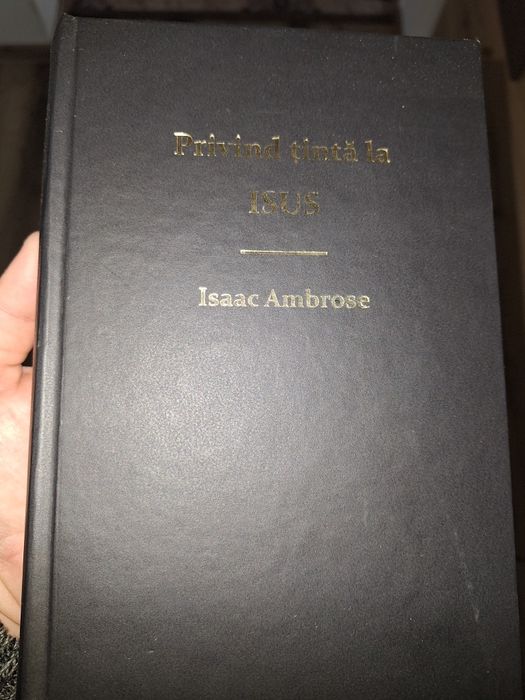 Privind țintă la
ISUS
Isaac Ambrose